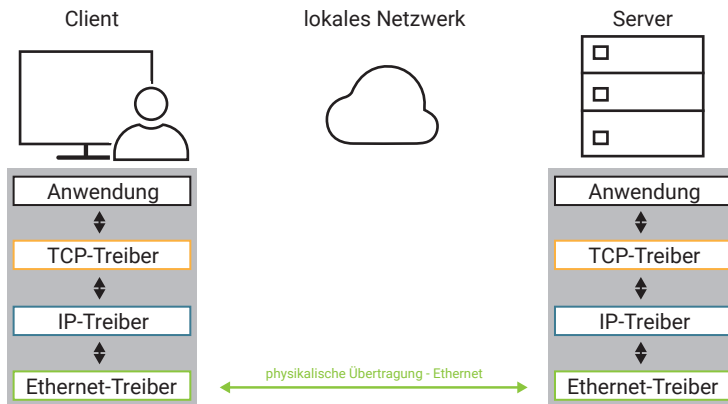 Client
lokales Netzwerk
Server
Anwendung
Anwendung
TCP-Treiber
TCP-Treiber
IP-Treiber
IP-Treiber
physikalische Übertragung - Ethernet
Ethernet-Treiber
Ethernet-Treiber